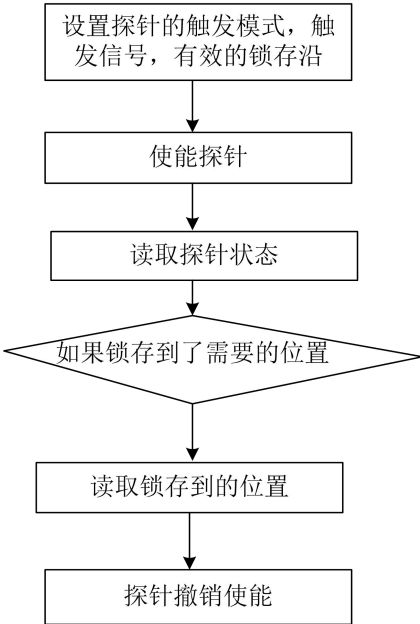 设置探针的触发模式，触
发信号，有效的锁存沿
使能探针
读取探针状态
如果锁存到了需要的位置
读取锁存到的位置
探针撤销使能